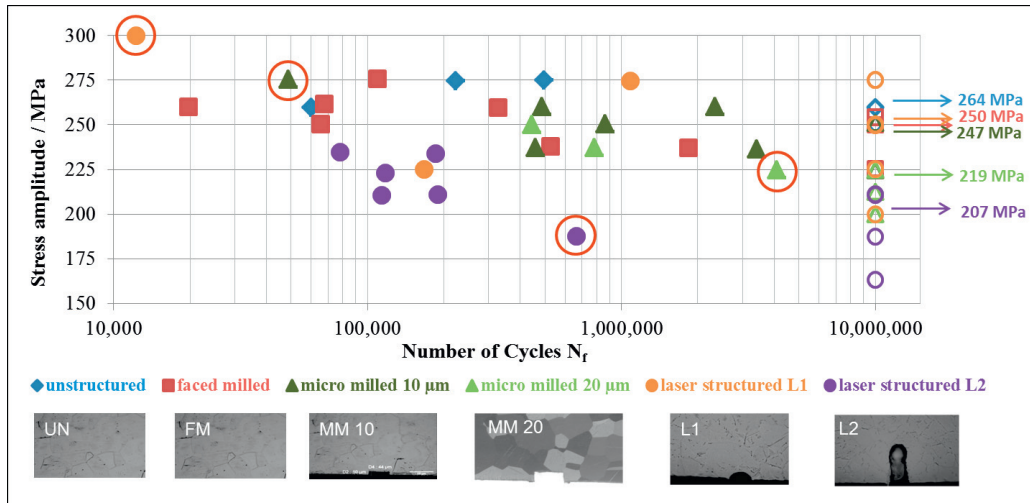 Stress amplitude / MPa
300
275
250
225
200
175
150
10,000
100,000
1,000,000
10,000,000
Number of Cycles Nf
264 MPa
250 MPa
247 MPa
219 MPa
207 MPa
unstructured
faced milled
micro milled 10 µm
micro milled 20 µm
laser structured L1
laser structured L2
UN
FM
MM 10
MM 20
L1
L2